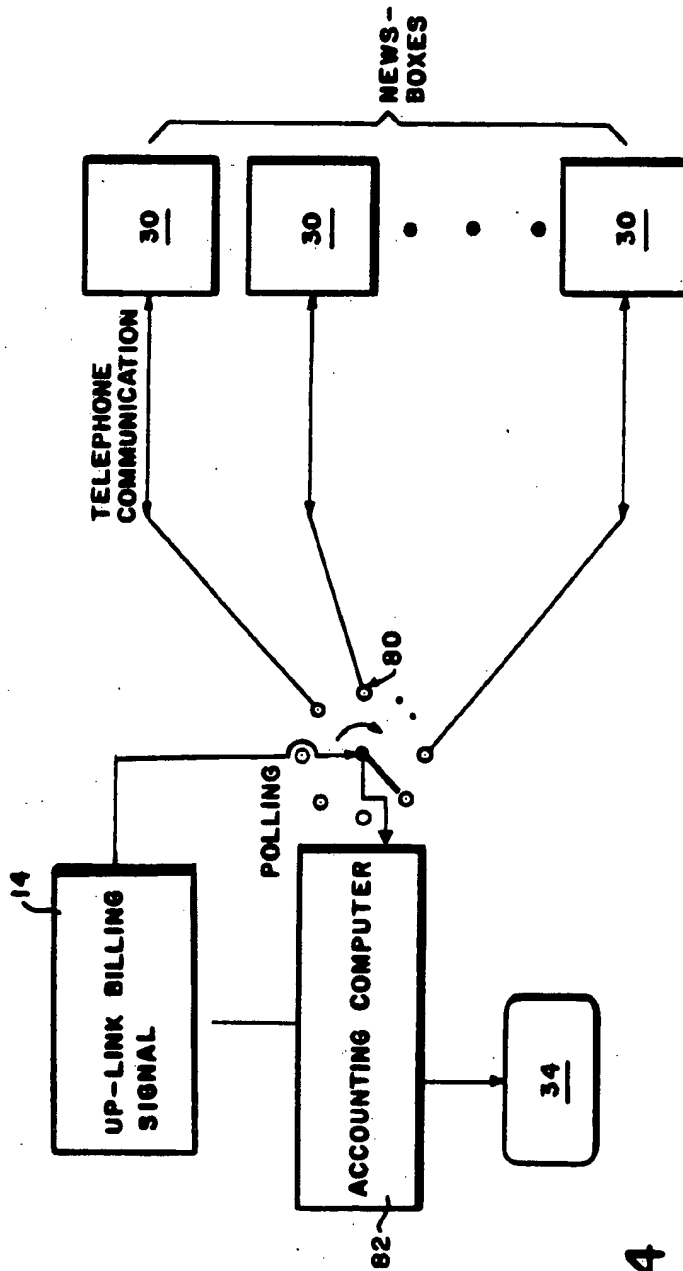 14
UP-LINK BILLING
SIGNAL
POLLING
TELEPHONE
COMMUNICATION
80
30
30
30
NEWS-
BOXES
ACCOUNTING COMPUTER
82
34
4